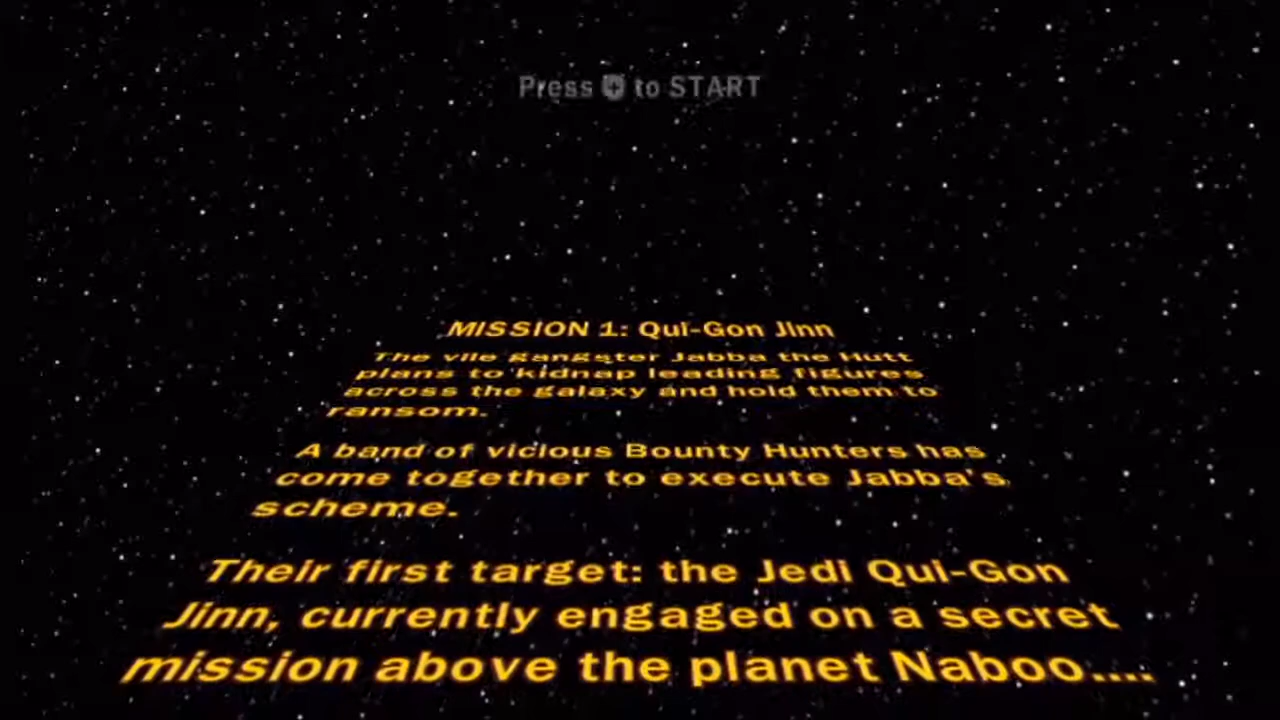 Press to START
MISSION 1: Qui-Gon Jinn
The vile gangster Jabba the Hutt
plans to kidnap leading figures
across the galaxy and hold them to
ransom.
A band of vicious Bounty Hunters has
come together to execute Jabba's
scheme.
Their first target: the Jedi Qui-Gon
Jinn, currently engaged on a secret
mission above the planet Naboo....